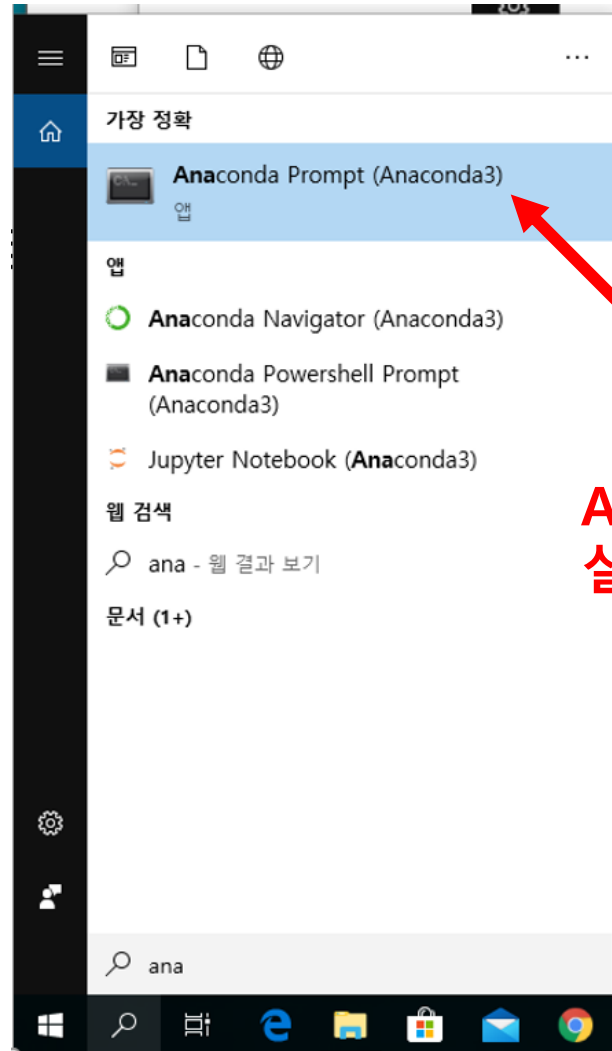 가장 정확
Anaconda Prompt (Anaconda3)
앱
앱
Anaconda Navigator (Anaconda3)
Anaconda Powershell Prompt
(Anaconda3)
Jupyter Notebook (Anaconda3)
웹 검색
ana - 웹 결과 보기
문서 (1+)
ana